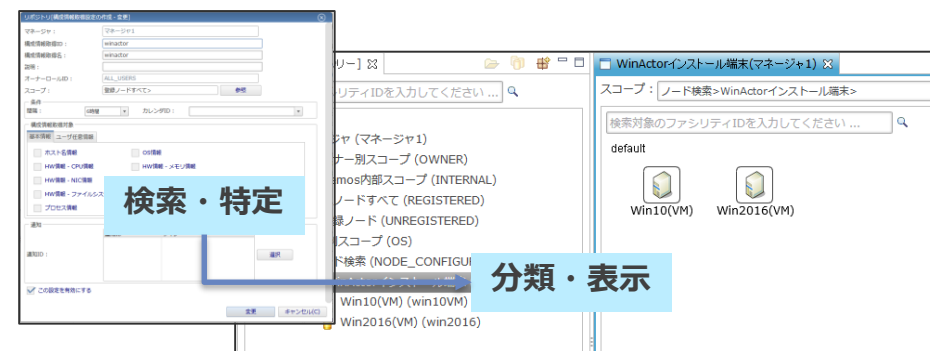 リポジトリ[構成情報取得設定の作成・変更]
マネージャ： マネージャ1
構成情報取得ID： winactor
構成情報取得名： winactor
説明：
オーナーロールID： ALL_USERS
スコープ： 登録ノードすべて> 参照
条件
間隔： 6時間 カレンダID：
構成情報取得対象
基本情報 ユーザ任意情報
ホスト名情報 OS情報
HW情報 - CPU情報 HW情報 - メモリ情報
HW情報 - NIC情報
HW情報 - ファイルシス
プロセス情報
通知
通知ID： 選択
この設定を有効にする
変更 キャンセル(C)
検索・特定
リー]
リティIDを入力してください ...
ジャ (マネージャ1)
ナー別スコープ (OWNER)
mos内部スコープ (INTERNAL)
ノードすべて (REGISTERED)
録ノード (UNREGISTERED)
リスコープ (OS)
ド検索 (NODE_CONFIGU
Win10(VM) (win10VM)
Win2016(VM) (win2016)
分類・表示
WinActorインストール端末(マネージャ1)
スコープ： ノード検索>WinActorインストール端末>
検索対象のファシリティIDを入力してください ...
default
Win10(VM) Win2016(VM)